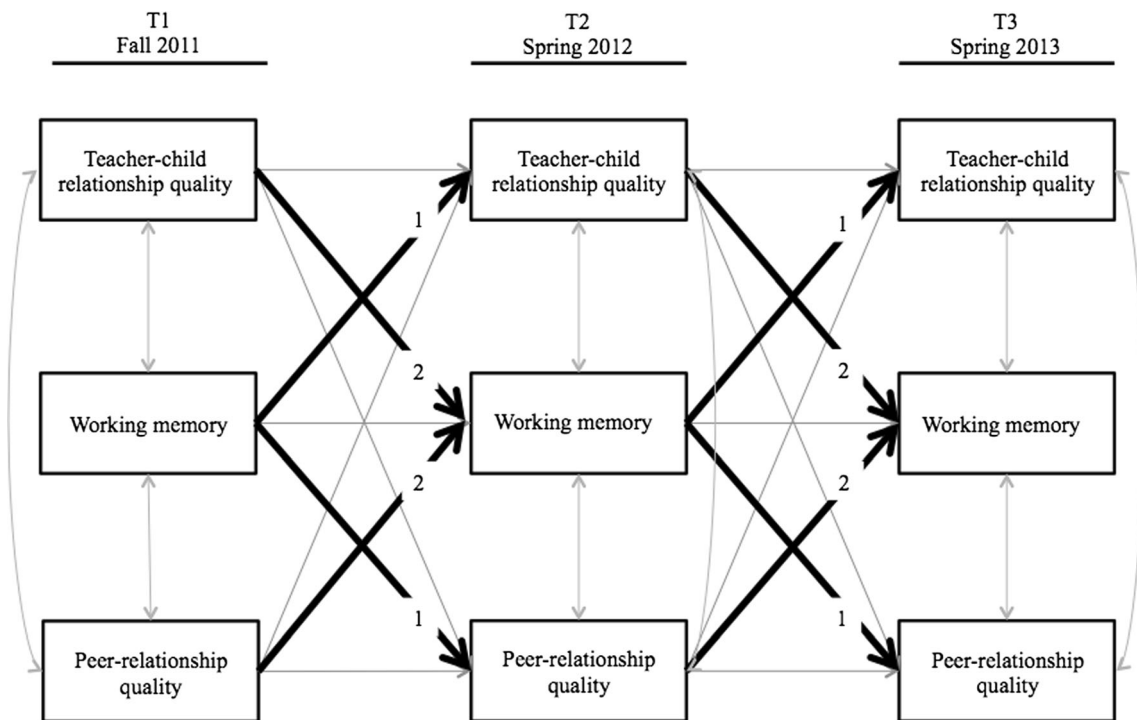 T1
Fall 2011
T2
Spring 2012
T3
Spring 2013
Teacher-child
relationship quality
Teacher-child
relationship quality
Teacher-child
relationship quality
1
1
2
2
Working memory
Working memory
Working memory
2
2
1
1
Peer-relationship
quality
Peer-relationship
quality
Peer-relationship
quality